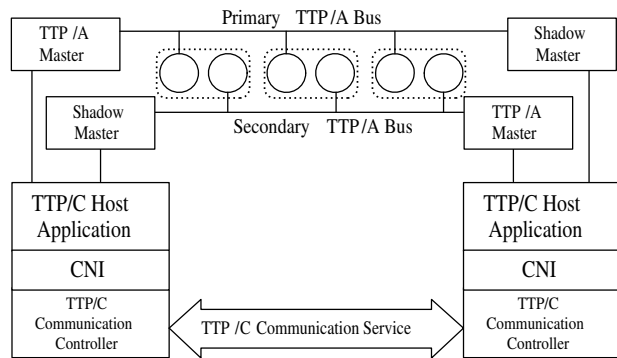 Primary TTP/A Bus
TTP /A
Master
Shadow
Master
Shadow
Master
Secondary TTP/A Bus
TTP /A
Master
TTP/C Host
Application
CNI
TTP/C
Communication
Controller
TTP /C Communication Service
TTP/C Host
Application
CNI
TTP/C
Communication
Controller